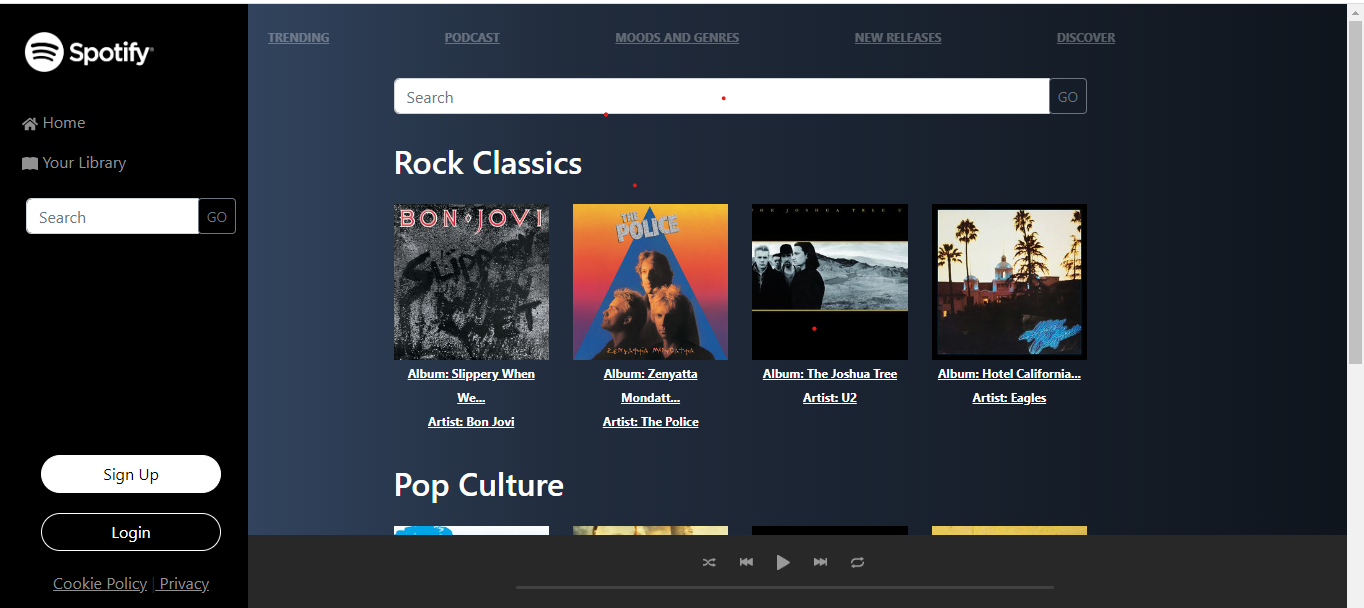 Spotify®
Home
Your Library
Search GO
Sign Up
Login
Cookie Policy | Privacy
TRENDING PODCAST MOODS AND GENRES NEW RELEASES DISCOVER
Search GO
Rock Classics
BON JOVI
SLIPPERY
WHEN
WET
Album: Slippery When
We...
Artist: Bon Jovi
THE
POLICE
ZENYATTA MONDATTA
Album: Zenyatta
Mondatt...
Artist: The Police
THE JOSHUA TREE
Album: The Joshua Tree
Artist: U2
Album: Hotel California...
Artist: Eagles
Pop Culture